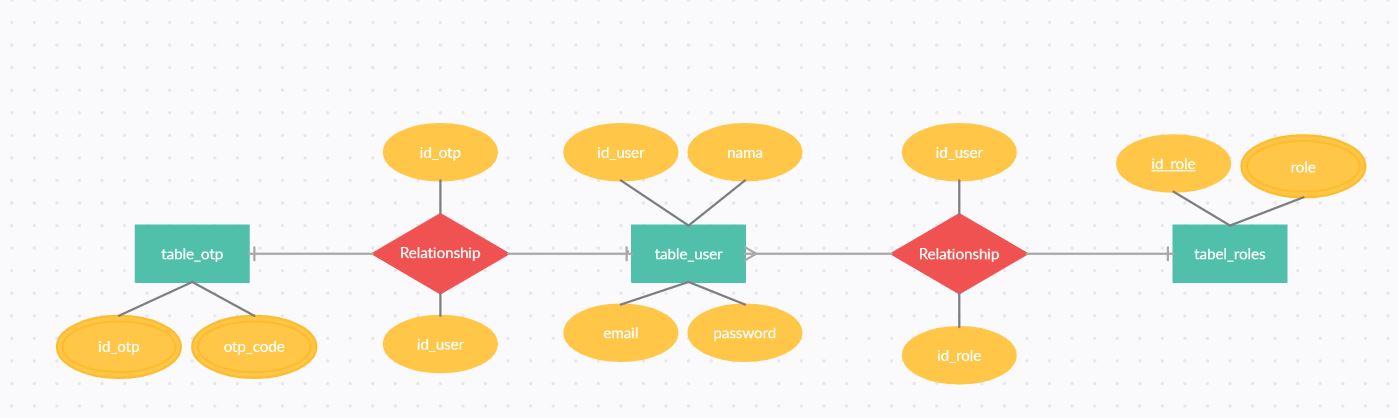 id_otp
id_user
nama
id_user
id_role
role
table_otp
Relationship
table_user
Relationship
tabel_roles
id_otp
otp_code
id_user
email
password
id_role